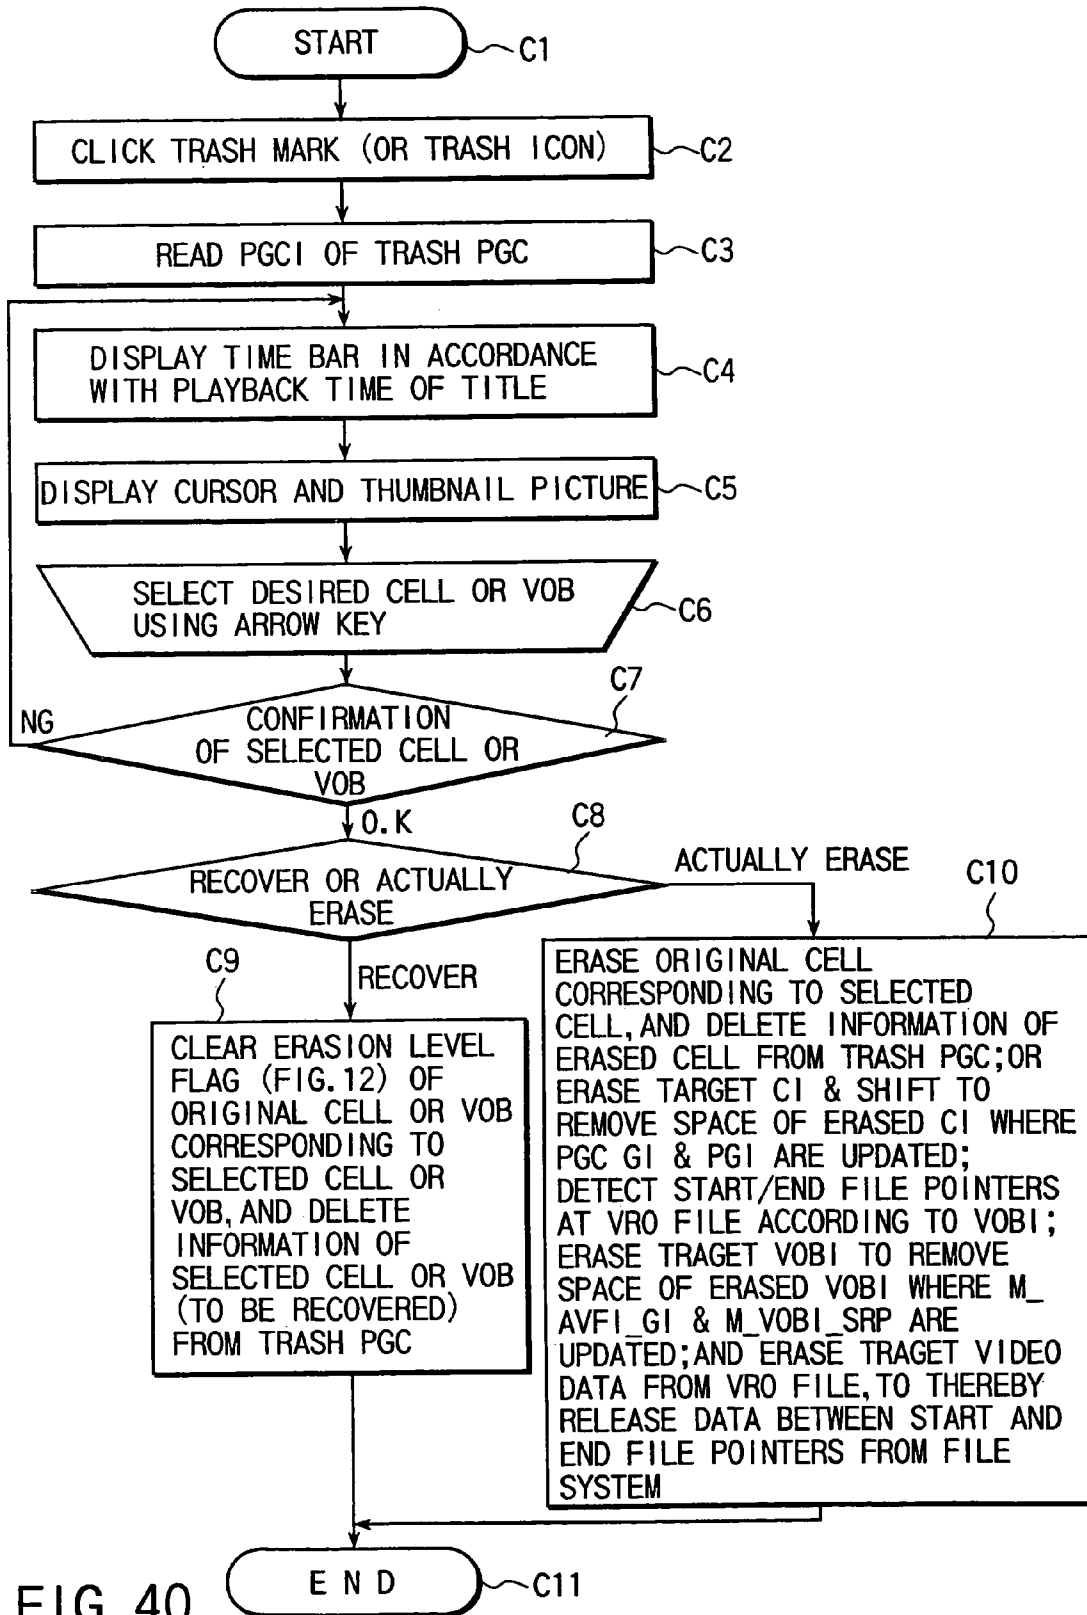 START
C1
CLICK TRASH MARK (OR TRASH ICON)
C2
READ PGCI OF TRASH PGC
C3
DISPLAY TIME BAR IN ACCORDANCE
WITH PLAYBACK TIME OF TITLE
C4
DISPLAY CURSOR AND THUMBNAIL PICTURE
C5
SELECT DESIRED CELL OR VOB
USING ARROW KEY
C6
C7
NG
CONFIRMATION
OF SELECTED CELL OR
VOB
O.K
C8
RECOVER OR ACTUALLY
ERASE
ACTUALLY ERASE
C9
RECOVER
CLEAR ERASION LEVEL
FLAG (FIG.12) OF
ORIGINAL CELL OR VOB
CORRESPONDING TO
SELECTED CELL OR
VOB, AND DELETE
INFORMATION OF
SELECTED CELL OR VOB
(TO BE RECOVERED)
FROM TRASH PGC
C10
ERASE ORIGINAL CELL
CORRESPONDING TO SELECTED
CELL, AND DELETE INFORMATION OF
ERASED CELL FROM TRASH PGC; OR
ERASE TARGET CI & SHIFT TO
REMOVE SPACE OF ERASED CI WHERE
PGC GI & PGI ARE UPDATED;
DETECT START/END FILE POINTERS
AT VRO FILE ACCORDING TO VOBI;
ERASE TRAGET VOBI TO REMOVE
SPACE OF ERASED VOBI WHERE M_
AVFI_GI & M_VOBI_SRP ARE
UPDATED; AND ERASE TRAGET VIDEO
DATA FROM VRO FILE, TO THEREBY
RELEASE DATA BETWEEN START AND
END FILE POINTERS FROM FILE
SYSTEM
END
C11
FIG. 40